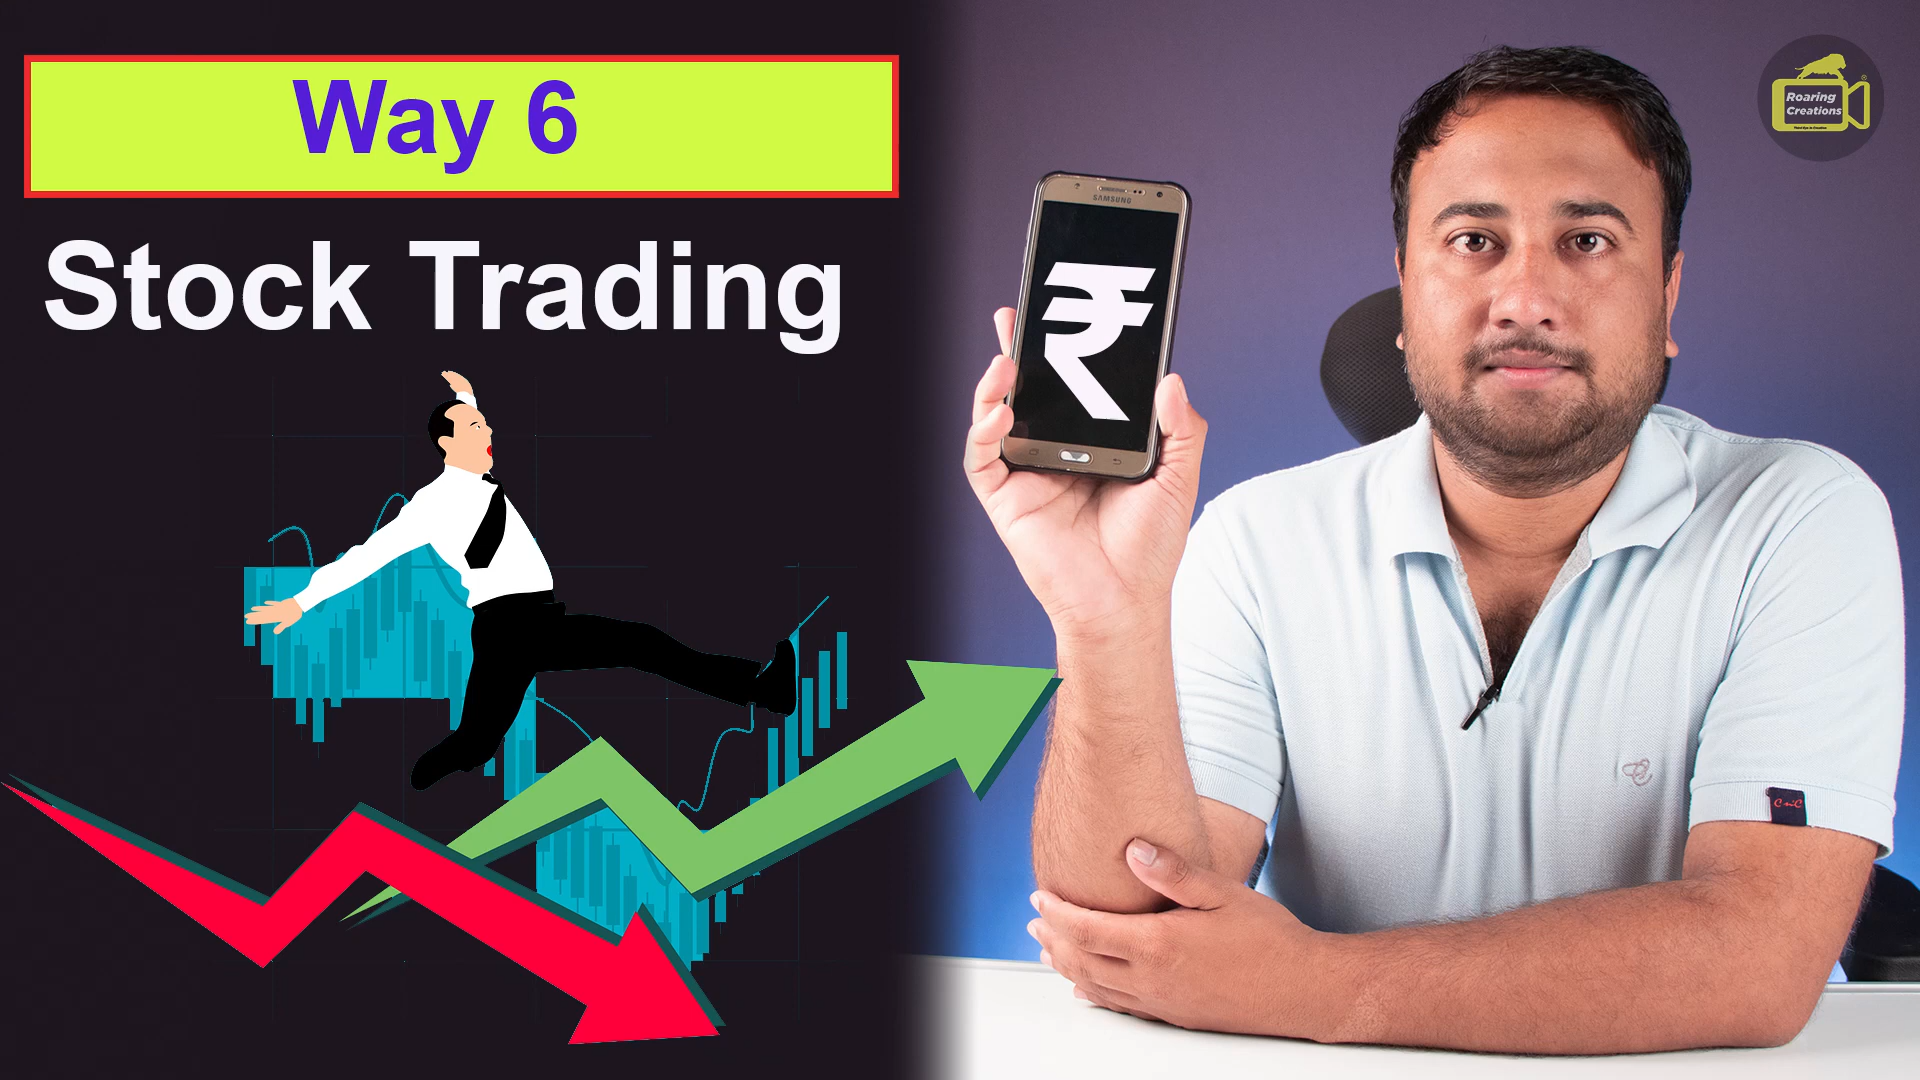 Way 6
Stock Trading
SAMSUNG
₹
Roaring
Creations
®
C n C